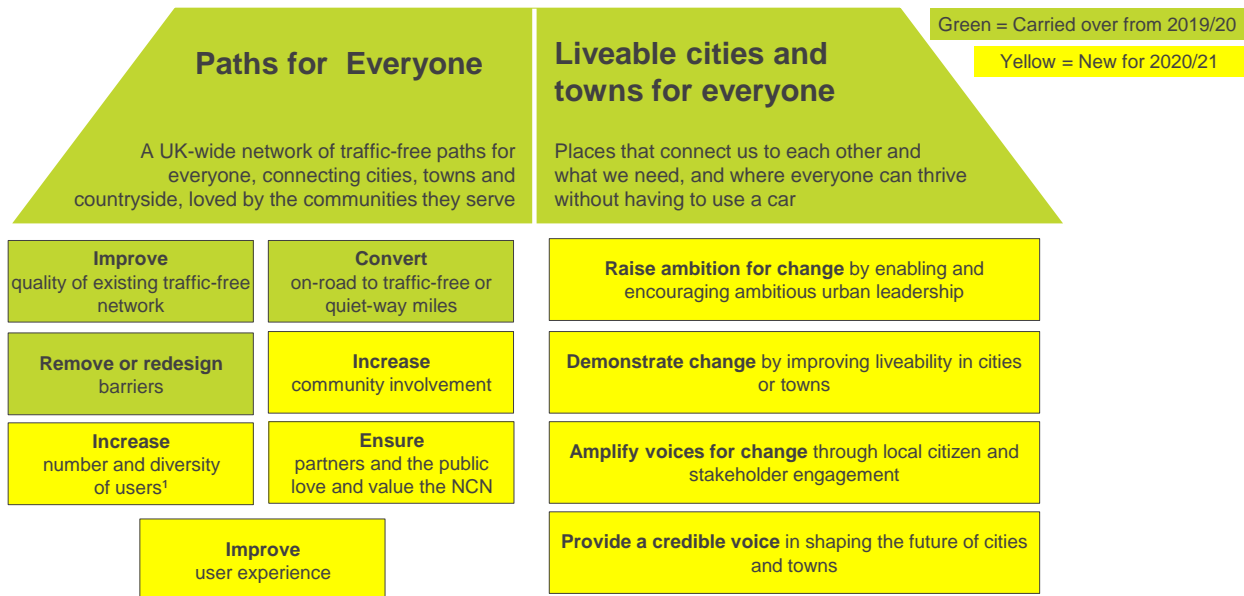 Green = Carried over from 2019/20
Yellow = New for 2020/21
Paths for Everyone
A UK-wide network of traffic-free paths for
everyone, connecting cities, towns and
countryside, loved by the communities they serve
Liveable cities and
towns for everyone
Places that connect us to each other and
what we need, and where everyone can thrive
without having to use a car
Improve
quality of existing traffic-free
network
Convert
on-road to traffic-free or
quiet-way miles
Remove or redesign
barriers
Increase
community involvement
Increase
number and diversity
of users¹
Ensure
partners and the public
love and value the NCN
Improve
user experience
Raise ambition for change by enabling and
encouraging ambitious urban leadership
Demonstrate change by improving liveability in cities
or towns
Amplify voices for change through local citizen and
stakeholder engagement
Provide a credible voice in shaping the future of cities
and towns